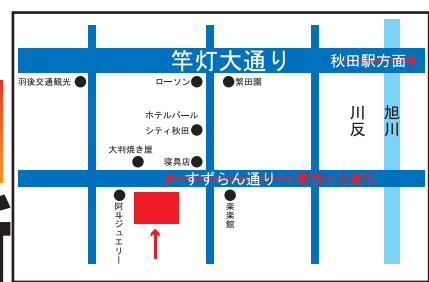 竿灯大通り
秋田駅方面
羽後交通観光
ローソン
繁田園
ホテルパール
シティ秋田
川反
旭川
大判焼き屋
寝具店
すずらん通り
車両一方通行
阿斗ジュエリー
楽楽館